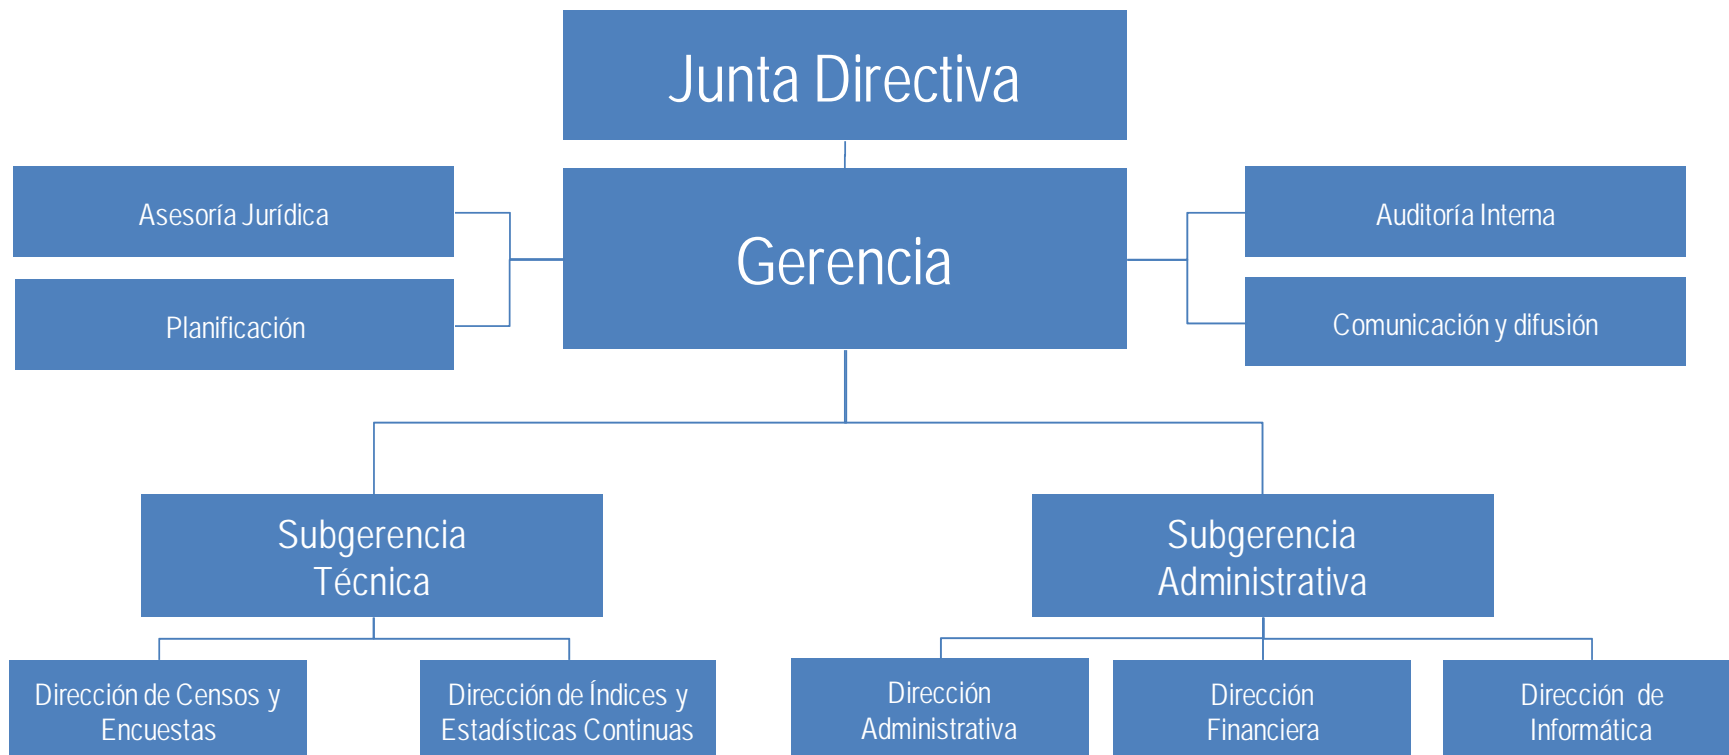 Junta Directiva
Asesoría Jurídica
Gerencia
Auditoría Interna
Planificación
Comunicación y difusión
Subgerencia
Técnica
Subgerencia
Administrativa
Dirección de Censos y
Encuestas
Dirección de Índices y
Estadísticas Continuas
Dirección
Administrativa
Dirección
Financiera
Dirección de
Informática